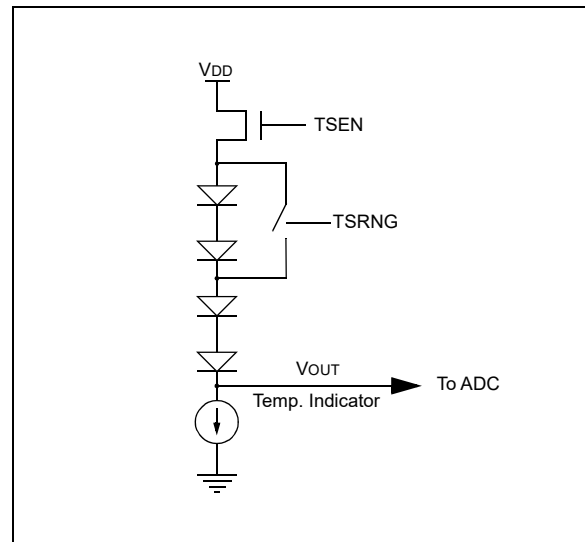 VDD
TSEN
TSRNG
VOUT
To ADC
Temp. Indicator